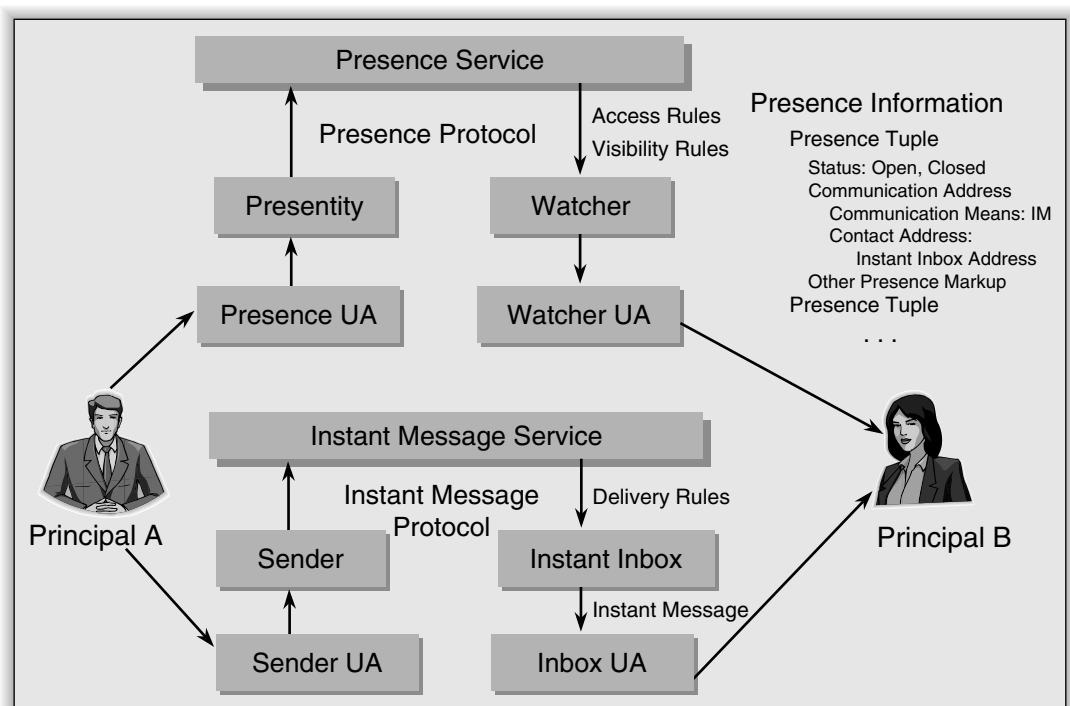 Presence Service
Presence Protocol
Access Rules
Visibility Rules
Presentity
Watcher
Presence UA
Watcher UA
Presence Information
Presence Tuple
Status: Open, Closed
Communication Address
Communication Means: IM
Contact Address:
Instant Inbox Address
Other Presence Markup
Presence Tuple
. . .
Principal A
Instant Message Service
Instant Message
Protocol
Delivery Rules
Sender
Instant Inbox
Instant Message
Sender UA
Inbox UA
Principal B